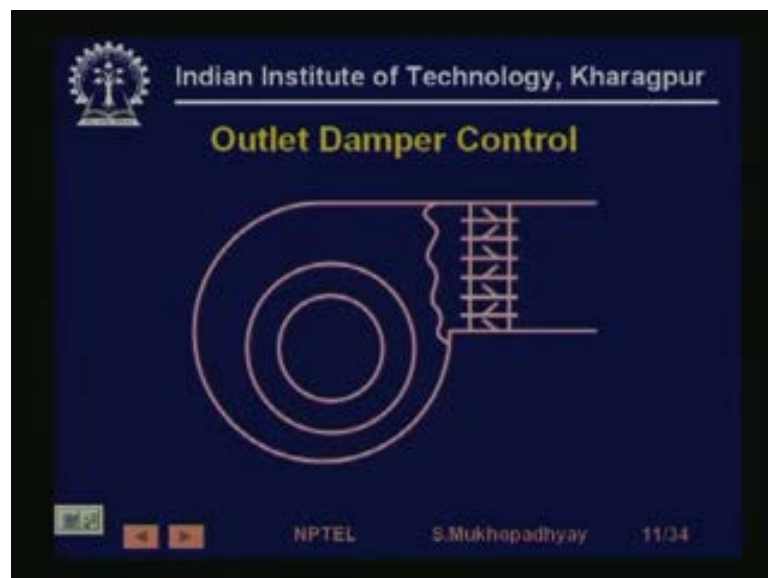 Indian Institute of Technology, Kharagpur
Outlet Damper Control
NPTEL S.Mukhopadhyay 11/34